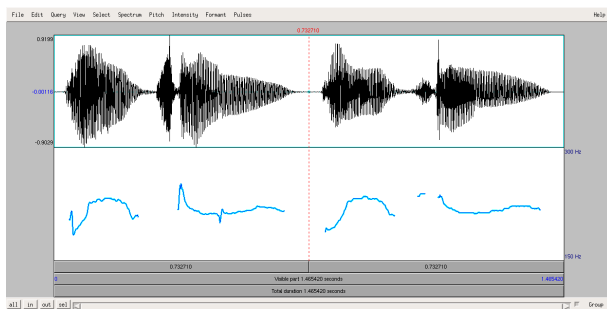 File Edit Query View Select Spectrum Pitch Intensity Formant Pulses Help
0.732710
0.9199
-0.00116
-0.9029
300 Hz
150 Hz
0.732710 0.732710
0 Visible part 1.465420 seconds 1.465420
Total duration 1.465420 seconds
all in out sel Group